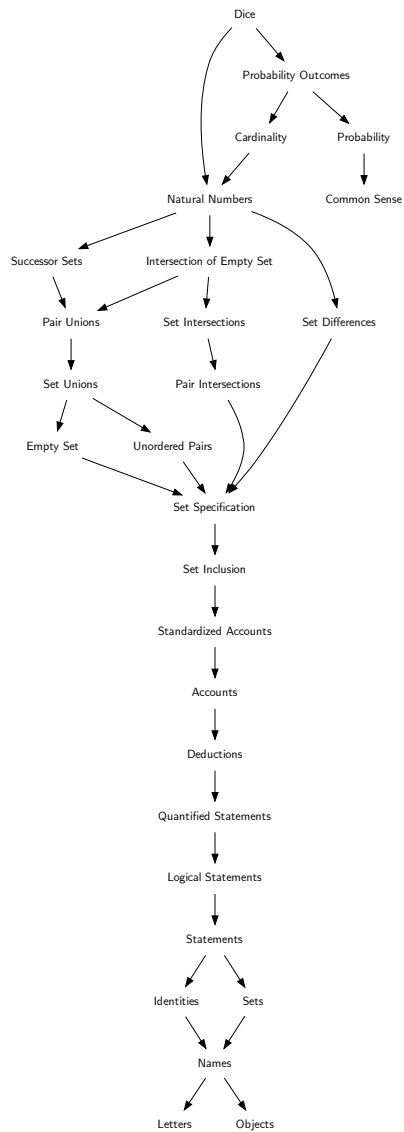 Dice
Probability Outcomes
Cardinality
Probability
Natural Numbers
Common Sense
Successor Sets
Intersection of Empty Set
Pair Unions
Set Intersections
Set Differences
Set Unions
Pair Intersections
Empty Set
Unordered Pairs
Set Specification
Set Inclusion
Standardized Accounts
Accounts
Deductions
Quantified Statements
Logical Statements
Statements
Identities
Sets
Names
Letters
Objects